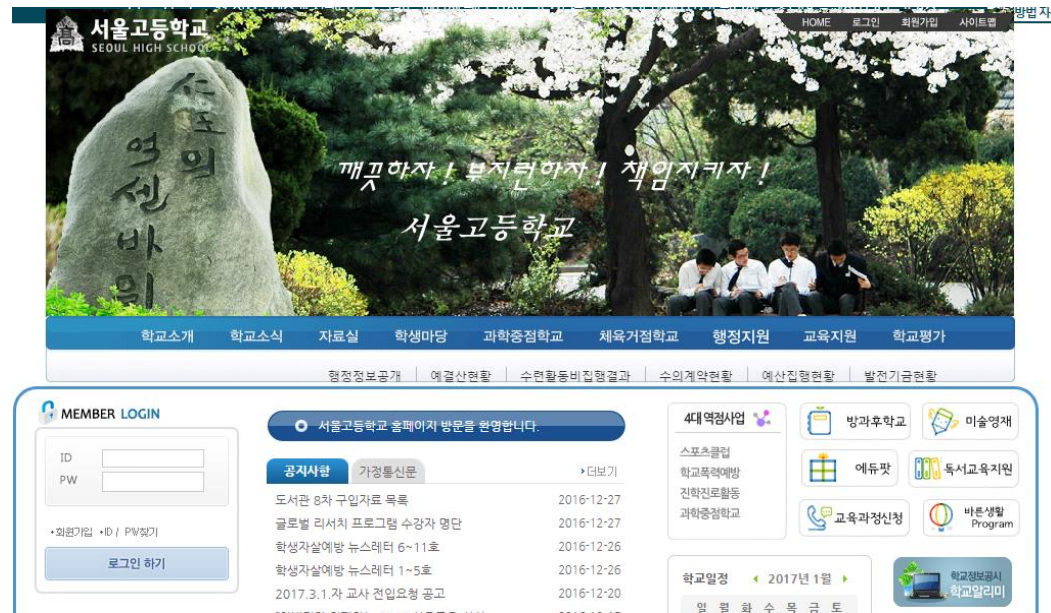 방법 자
HOME 로그인 회원가입 사이트맵
서울고등학교
SEOUL HIGH SCHOOL
仁王의
억센바위
깨끗하자! 부지런하자! 책임지키자!
서울고등학교
학교소개 학교소식 자료실 학생마당 과학중점학교 체육거점학교 행정지원 교육지원 학교평가
행정정보공개 예결산현황 수련활동비집행결과 수의계약현황 예산집행현황 발전기금현황
MEMBER LOGIN
ID
PW
•회원가입 •ID / PW찾기
로그인 하기
서울고등학교 홈페이지 방문을 환영합니다.
공지사항 가정통신문 더보기
도서관 8차 구입자료 목록 2016-12-27
글로벌 리서치 프로그램 수강자 명단 2016-12-27
학생자살예방 뉴스레터 6~11호 2016-12-26
학생자살예방 뉴스레터 1~5호 2016-12-26
2017.3.1.자 교사 전입요청 공고 2016-12-20
4대 역점사업
스포츠클럽
학교폭력예방
진학진로활동
과학중점학교
방과후학교 미술영재
에듀팟 독서교육지원
교육과정신청 바른생활 Program
학교일정 2017년 1월
일 월 화 수 목 금 토
학교정보공시
학교알리미